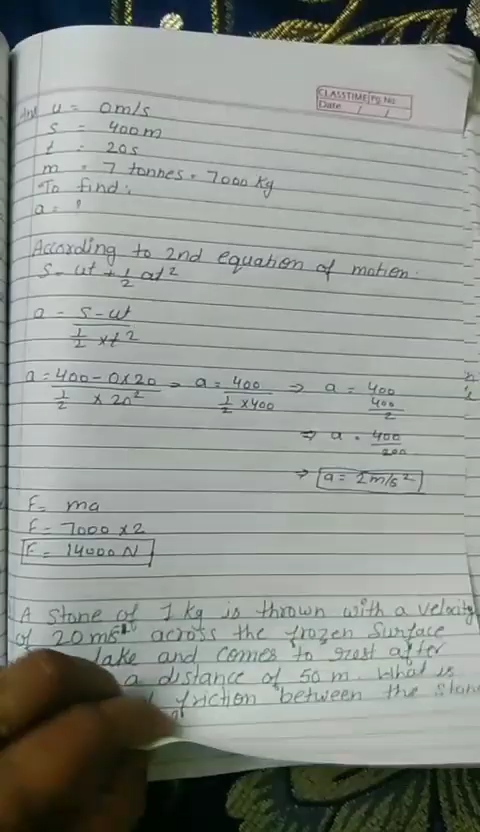 CLASSTIME Pg. No.
Date / /
Ans u = 0m/s
s = 400m
t = 20s
m = 7 tonnes = 7000 Kg
To find:
a = ?
According to 2nd equation of motion.
S = ut + 1/2 at²
a = S - ut
1/2 × t²
a = 400 - 0×20 ⇒ a = 400 ⇒ a = 400
1/2 × 20² 1/2 × 400 400/2
⇒ a = 400
200
⇒ a = 2m/s²
F = ma
F = 7000 × 2
F = 14000 N
A stone of 1 kg is thrown with a velocity
of 20 ms across the frozen surface
lake and comes to rest after
a distance of 50 m. What is
friction between the stone